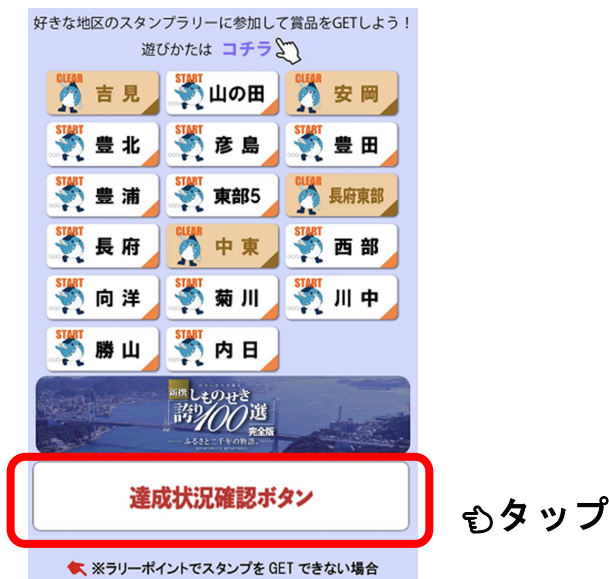 好きな地区のスタンプラリーに参加して賞品をGETしよう！
遊びかたは コチラ
CLEAR 吉見 START 山の田 CLEAR 安岡
START 豊北 START 彦島 START 豊田
START 豊浦 START 東部5 CLEAR 長府東部
START 長府 CLEAR 中東 START 西部
START 向洋 START 菊川 START 川中
START 勝山 START 内日
新撰 しものせき
誇り100選 完全版
ふるさと二千年の物語。
達成状況確認ボタン
タップ
※ラリーポイントでスタンプを GET できない場合